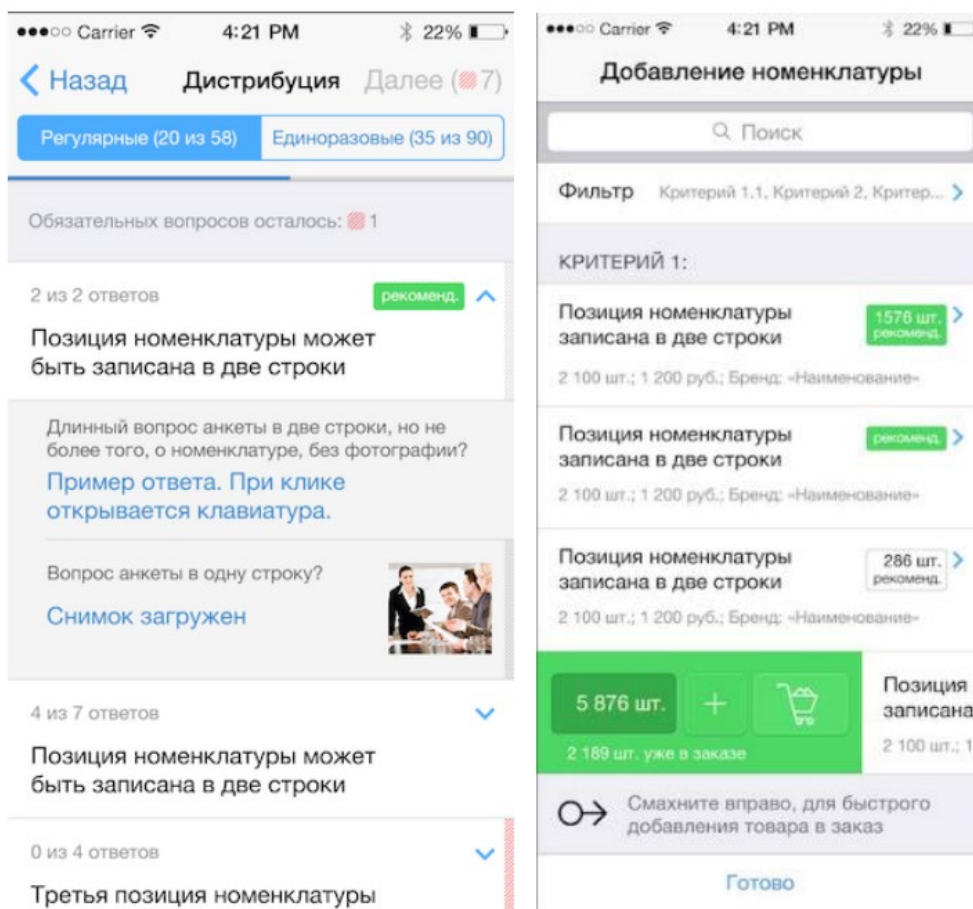 Carrier 4:21 PM 22%
Назад Дистрибуция Далее (7)
Регулярные (20 из 58) Единоразовые (35 из 90)
Обязательных вопросов осталось: 1
2 из 2 ответов рекоменд.
Позиция номенклатуры может
быть записана в две строки
Длинный вопрос анкеты в две строки, но не
более того, о номенклатуре, без фотографии?
Пример ответа. При клике
открывается клавиатура.
Вопрос анкеты в одну строку?
Снимок загружен
4 из 7 ответов
Позиция номенклатуры может
быть записана в две строки
0 из 4 ответов
Третья позиция номенклатуры
Carrier 4:21 PM 22%
Добавление номенклатуры
Поиск
Фильтр Критерий 1.1, Критерий 2, Критер...
КРИТЕРИЙ 1:
Позиция номенклатуры
записана в две строки
1576 шт.
рекоменд.
2 100 шт.; 1 200 руб.; Бренд: «Наименование»
Позиция номенклатуры
записана в две строки
рекоменд.
2 100 шт.; 1 200 руб.; Бренд: «Наименование»
Позиция номенклатуры
записана в две строки
286 шт.
рекоменд.
2 100 шт.; 1 200 руб.; Бренд: «Наименование»
5 876 шт. +
2 189 шт. уже в заказе
Позиция
записана
2 100 шт.; 1
Смахните вправо, для быстрого
добавления товара в заказ
Готово